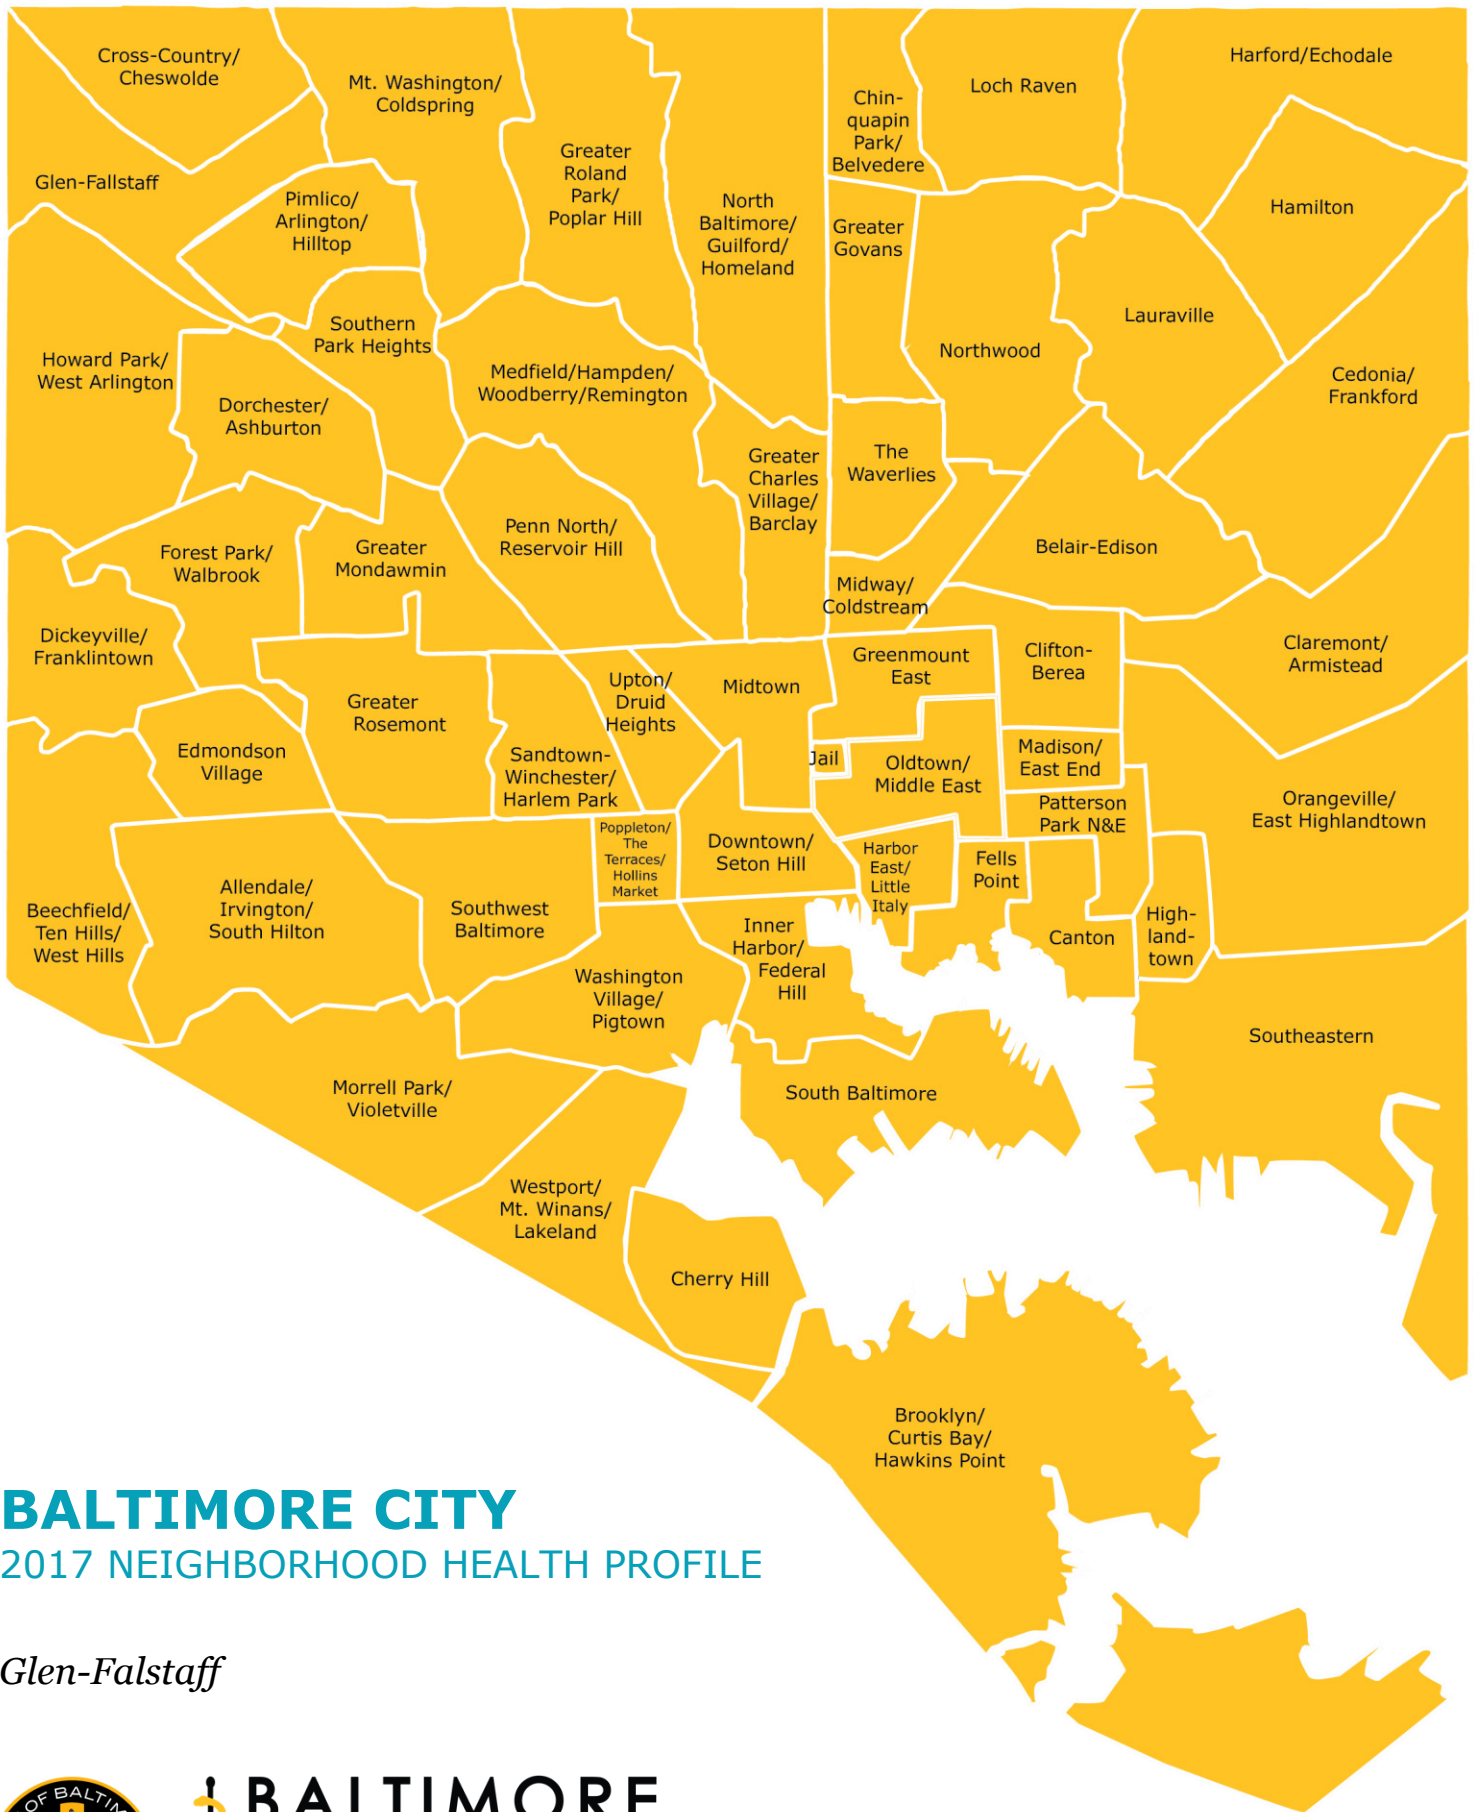 Cross-Country/
Cheswolde
Mt. Washington/
Coldspring
Greater
Roland
Park/
Poplar Hill
North
Baltimore/
Guilford/
Homeland
Chin-
quapin
Park/
Belvedere
Loch Raven
Harford/Echodale
Glen-Fallstaff
Pimlico/
Arlington/
Hilltop
Greater
Govans
Hamilton
Southern
Park Heights
Lauraville
Northwood
Howard Park/
West Arlington
Dorchester/
Ashburton
Medfield/Hampden/
Woodberry/Remington
Cedonia/
Frankford
Greater
Charles
Village/
Barclay
The
Waverlies
Forest Park/
Walbrook
Greater
Mondawmin
Penn North/
Reservoir Hill
Belair-Edison
Midway/
Coldstream
Dickeyville/
Franklintown
Greater
Rosemont
Upton/
Druid
Heights
Midtown
Greenmount
East
Clifton-
Berea
Claremont/
Armistead
Edmondson
Village
Sandtown-
Winchester/
Harlem Park
Jail
Oldtown/
Middle East
Madison/
East End
Patterson
Park N&E
Orangeville/
East Highlandtown
Poppleton/
The
Terraces/
Hollins
Market
Downtown/
Seton Hill
Harbor
East/
Little
Italy
Fells
Point
Beechfield/
Ten Hills/
West Hills
Allendale/
Irvington/
South Hilton
Southwest
Baltimore
Inner
Harbor/
Federal
Hill
Canton
High-
land-
town
Washington
Village/
Pigtown
Southeastern
Morrell Park/
Violetville
South Baltimore
Westport/
Mt. Winans/
Lakeland
Cherry Hill
Brooklyn/
Curtis Bay/
Hawkins Point
BALTIMORE CITY
2017 NEIGHBORHOOD HEALTH PROFILE
Glen-Falstaff
OF BALTIM
BALTIMORE